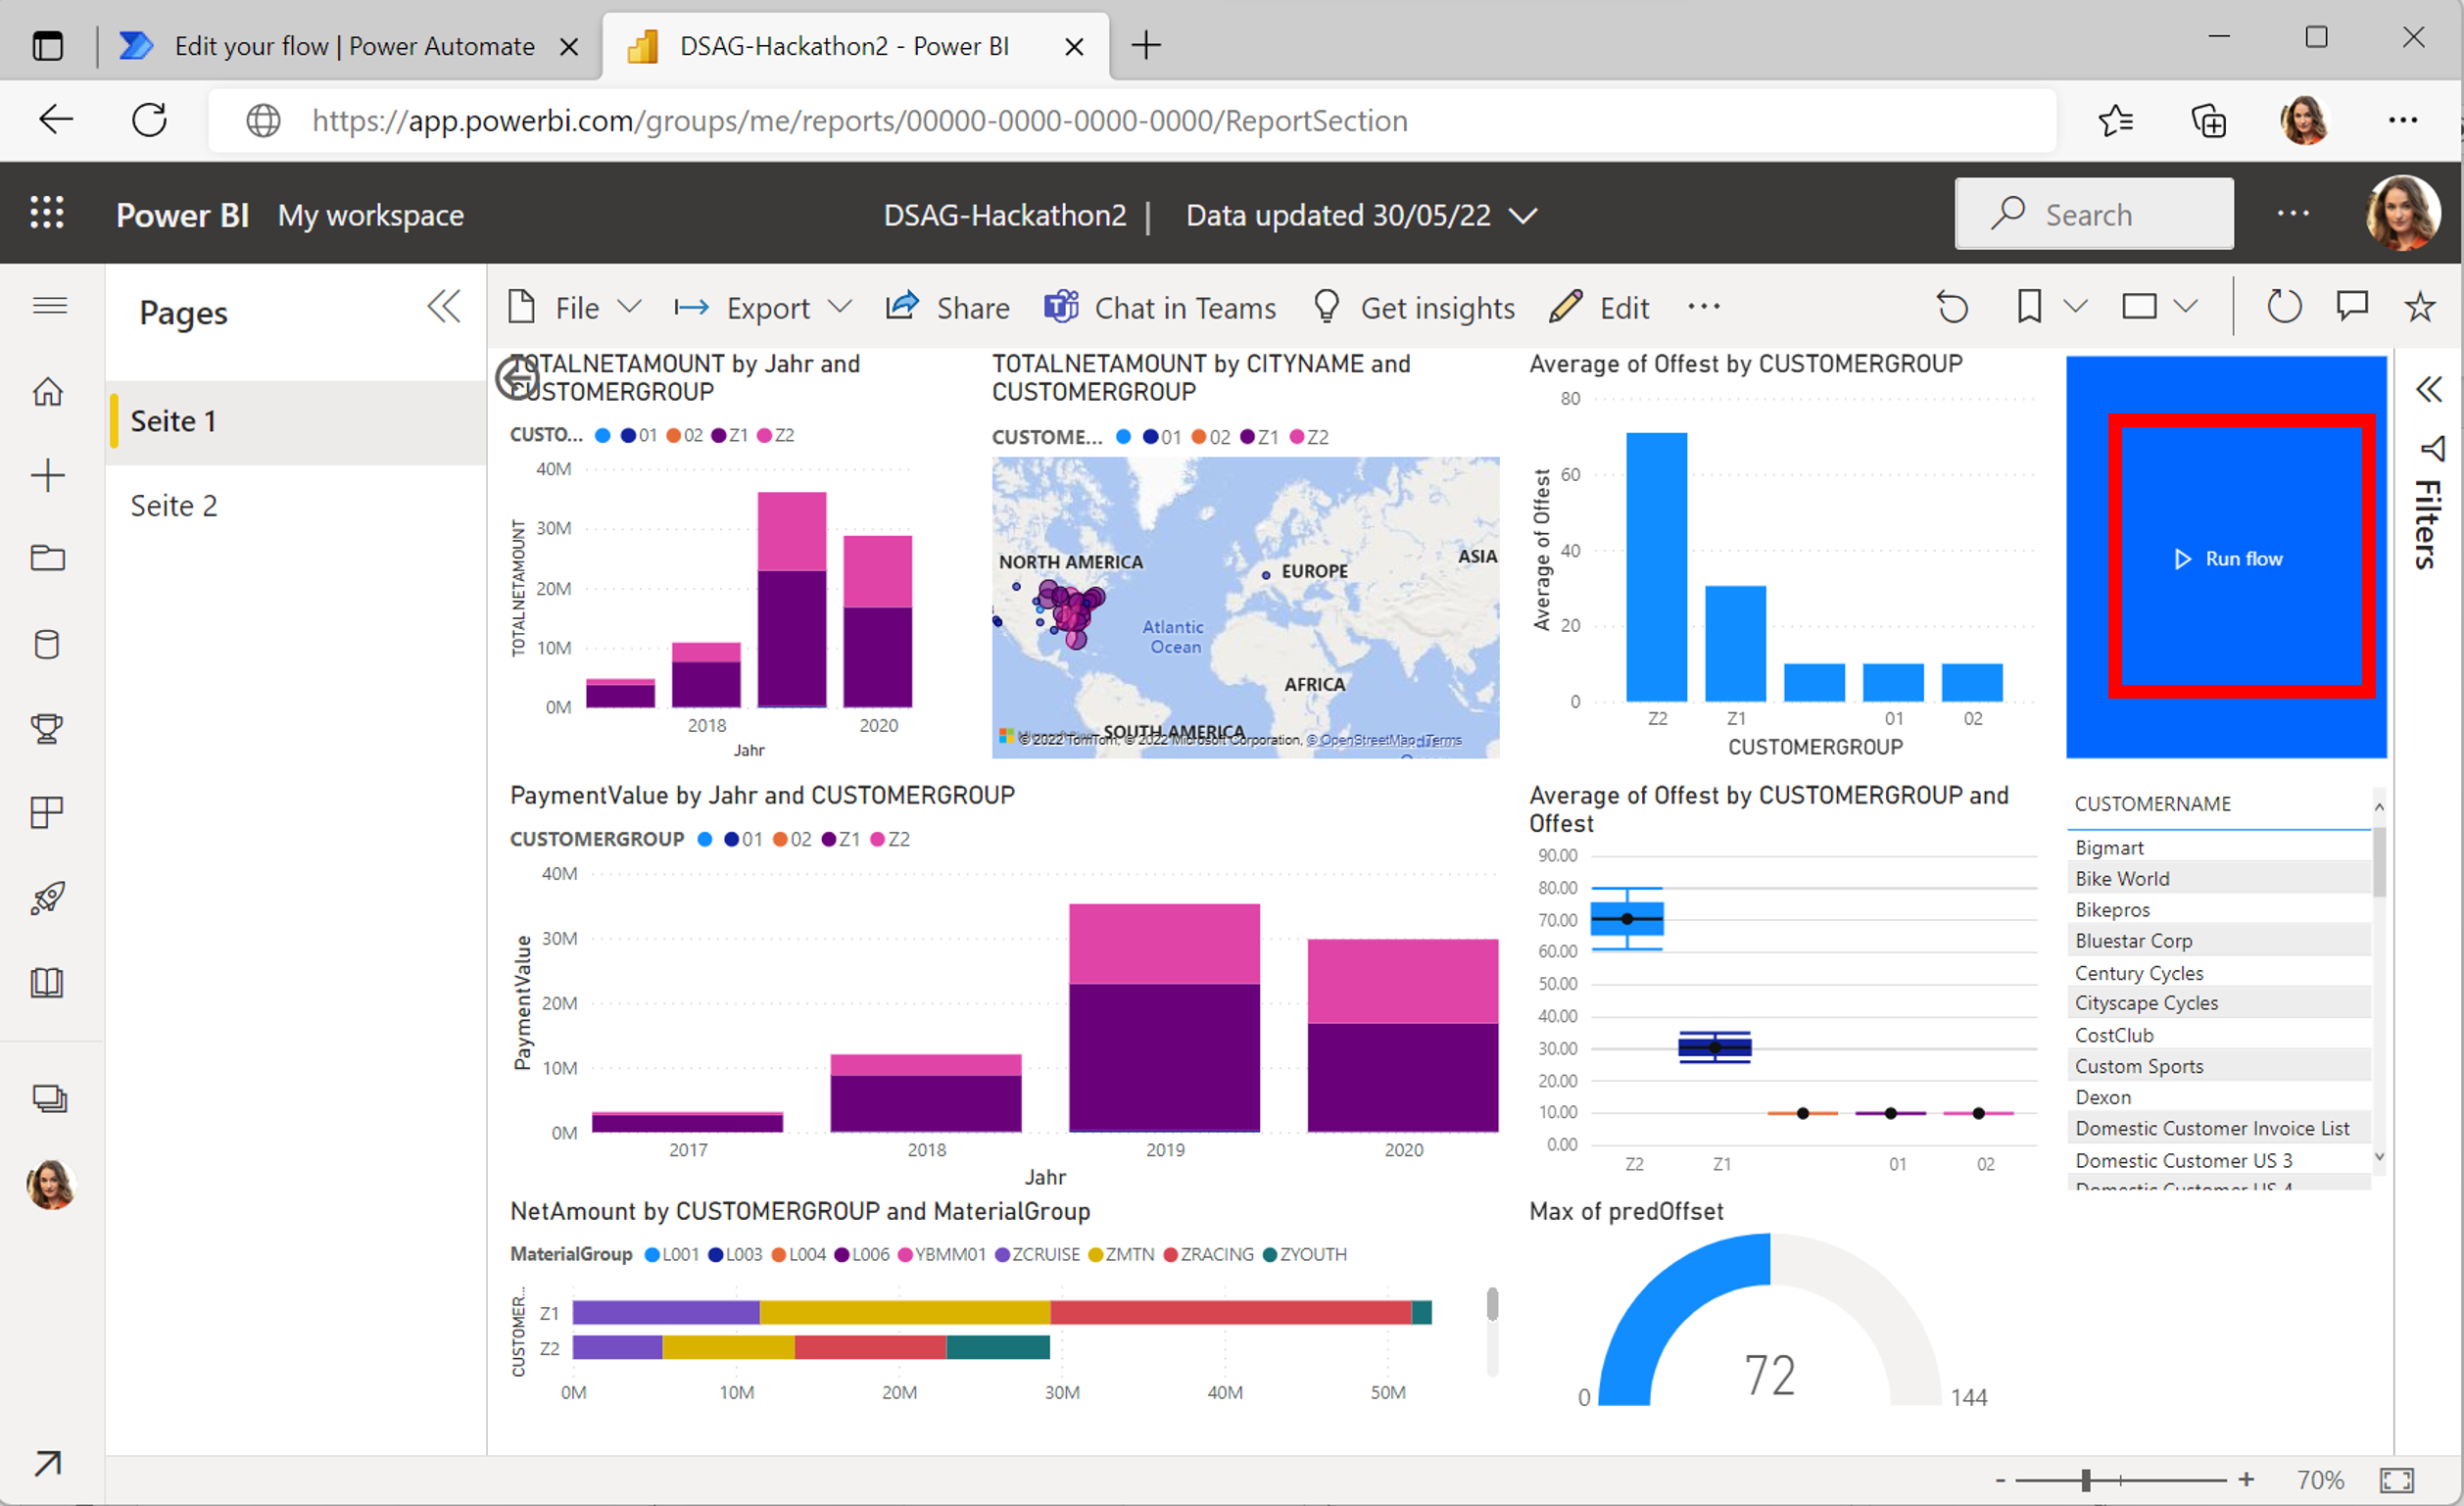 Edit your flow | Power Automate
DSAG-Hackathon2 - Power BI
https://app.powerbi.com/groups/me/reports/00000-0000-0000-0000/ReportSection
Power BI My workspace
DSAG-Hackathon2 | Data updated 30/05/22
Search
Pages
Seite 1
Seite 2
File Export Share Chat in Teams Get insights Edit
TOTALNETAMOUNT by Jahr and
CUSTOMERGROUP
CUSTO... 01 02 Z1 Z2
TOTALNETAMOUNT
40M
30M
20M
10M
0M
2018 2020
Jahr
TOTALNETAMOUNT by CITYNAME and
CUSTOMERGROUP
CUSTOME... 01 02 Z1 Z2
NORTH AMERICA
EUROPE
ASIA
Atlantic
Ocean
AFRICA
SOUTH AMERICA
© 2022 TomTom, © 2022 Microsoft Corporation, © OpenStreetMap Terms
Average of Offest by CUSTOMERGROUP
Average of Offest
80
60
40
20
0
Z2 Z1 01 02
CUSTOMERGROUP
Run flow
Filters
PaymentValue by Jahr and CUSTOMERGROUP
CUSTOMERGROUP 01 02 Z1 Z2
PaymentValue
40M
30M
20M
10M
0M
2017 2018 2019 2020
Jahr
Average of Offest by CUSTOMERGROUP and
Offest
90.00
80.00
70.00
60.00
50.00
40.00
30.00
20.00
10.00
0.00
Z2 Z1 01 02
CUSTOMERNAME
Bigmart
Bike World
Bikepros
Bluestar Corp
Century Cycles
Cityscape Cycles
CostClub
Custom Sports
Dexon
Domestic Customer Invoice List
Domestic Customer US 3
Domestic Customer US 4
NetAmount by CUSTOMERGROUP and MaterialGroup
MaterialGroup L001 L003 L004 L006 YBMM01 ZCRUISE ZMTN ZRACING ZYOUTH
CUSTOMER...
Z1
Z2
0M 10M 20M 30M 40M 50M
Max of predOffset
72
0 144
- + 70%